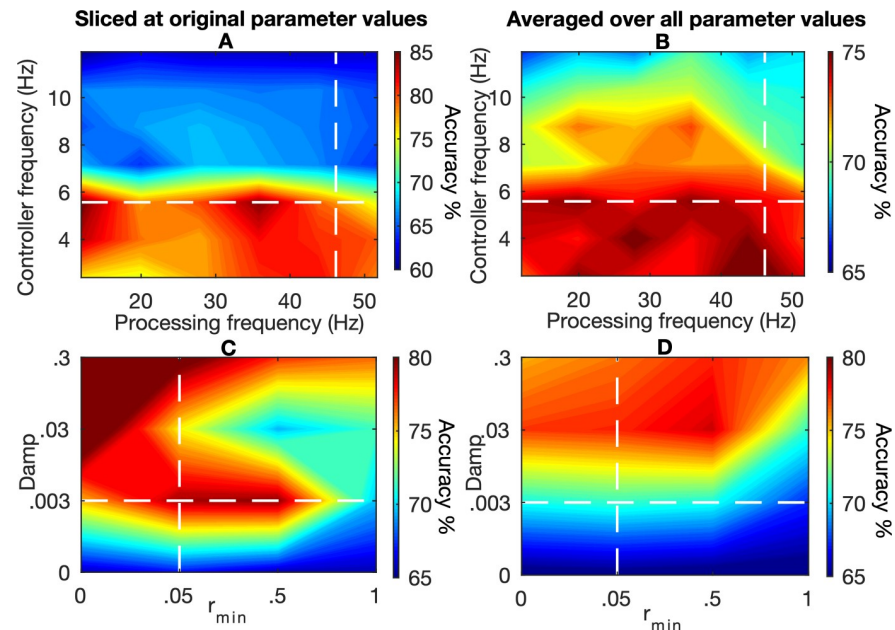 Sliced at original parameter values
Averaged over all parameter values
A
Controller frequency (Hz)
10
8
6
4
20
30
40
50
Processing frequency (Hz)
85
80
75
70
65
60
Accuracy %
B
Controller frequency (Hz)
10
8
6
4
20
30
40
50
Processing frequency (Hz)
75
70
65
Accuracy %
C
Damp
.3
.03
.003
0
0
.05
.5
1
r min
80
75
70
65
Accuracy %
D
Damp
.3
.03
.003
0
0
.05
.5
1
r min
80
75
70
65
Accuracy %